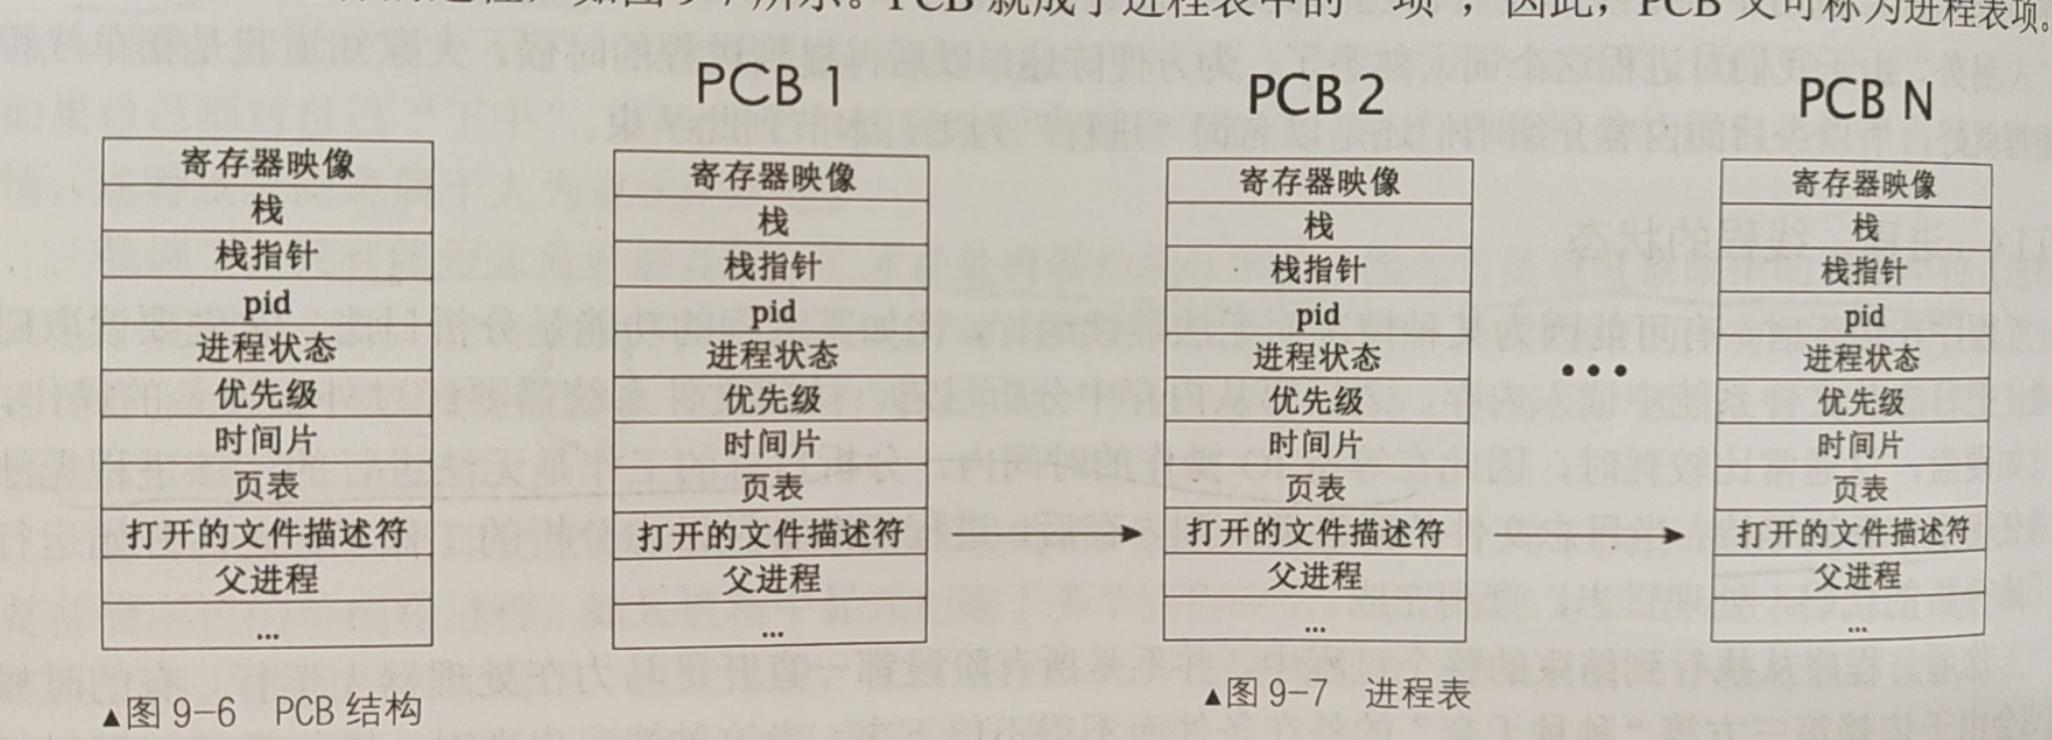 所示。PCB 就成了进程表中的“项”，因此，PCB 又可称为进程表项。
寄存器映像
栈
栈指针
pid
进程状态
优先级
时间片
页表
打开的文件描述符
父进程
...
▲图 9-6 PCB 结构
PCB 1
寄存器映像
栈
栈指针
pid
进程状态
优先级
时间片
页表
打开的文件描述符
父进程
...
PCB 2
寄存器映像
栈
栈指针
pid
进程状态
优先级
时间片
页表
打开的文件描述符
父进程
...
•••
PCB N
寄存器映像
栈
栈指针
pid
进程状态
优先级
时间片
页表
打开的文件描述符
父进程
...
▲图 9-7 进程表